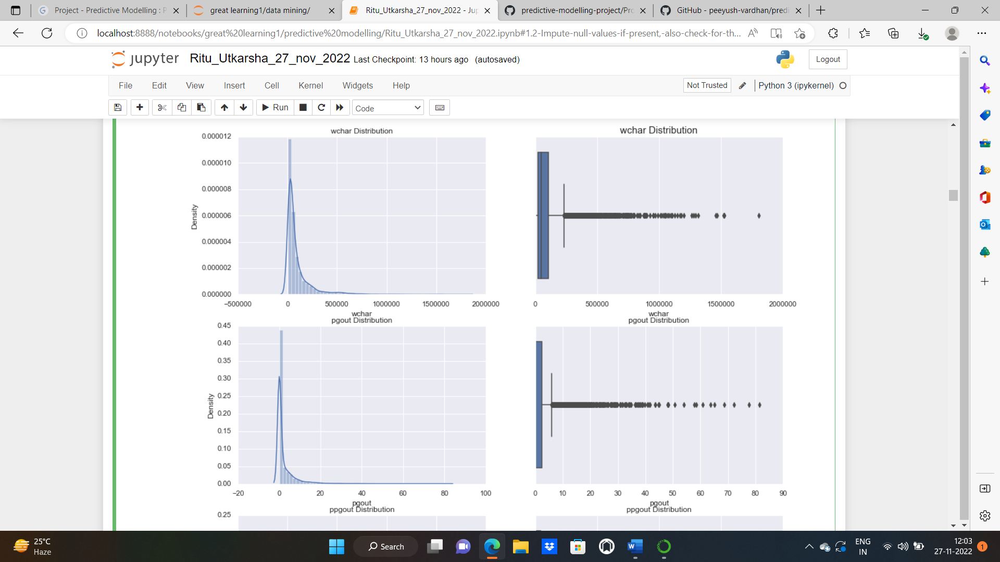 Project - Predictive Modelling : P
great learning1/data mining/
Ritu_Utkarsha_27_nov_2022 - Jup
predictive-modelling-project/Pro
GitHub - peeyush-vardhan/predi
localhost:8888/notebooks/great%20learning1/predictive%20modelling/Ritu_Utkarsha_27_nov_2022.ipynb#1.2-Impute-null-values-if-present,-also-check-for-th...
jupyter Ritu_Utkarsha_27_nov_2022 Last Checkpoint: 13 hours ago (autosaved)
Logout
File Edit View Insert Cell Kernel Widgets Help
Not Trusted
Python 3 (ipykernel)
Run
Code
wchar Distribution
0.000012
0.000010
0.000008
0.000006
0.000004
0.000002
0.000000
Density
−500000 0 500000 1000000 1500000 2000000
wchar
wchar Distribution
0 500000 1000000 1500000 2000000
wchar
pgout Distribution
0.45
0.40
0.35
0.30
0.25
0.20
0.15
0.10
0.05
0.00
Density
−20 0 20 40 60 80 100
pgout
pgout Distribution
0 10 20 30 40 50 60 70 80 90
pgout
ppgout Distribution
0.25
ppgout Distribution
25°C
Haze
Search
ENG
IN
12:03
27-11-2022
1